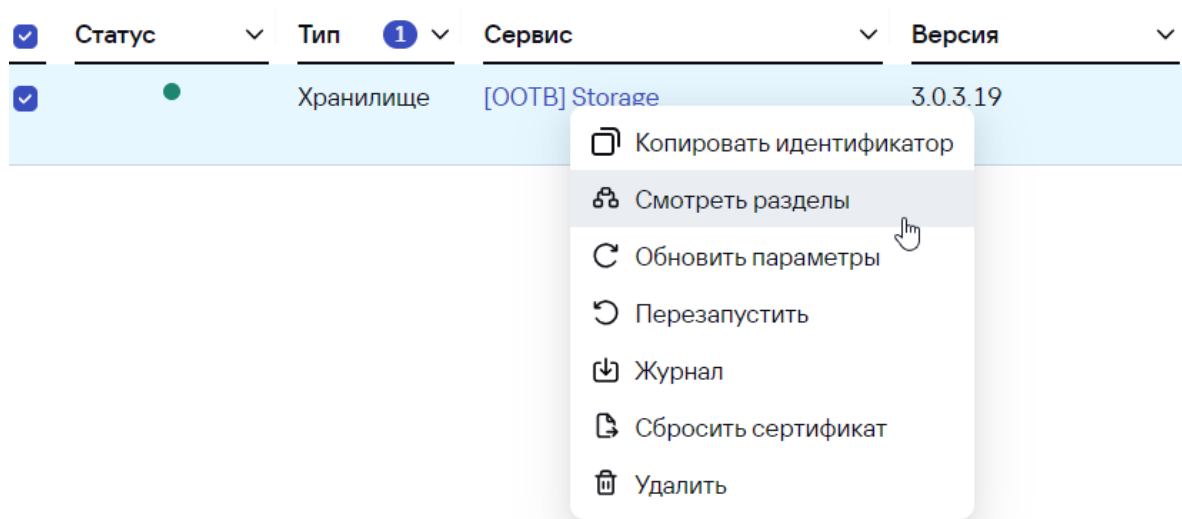 Статус Тип 1 Сервис Версия
Хранилище [OOTB] Storage 3.0.3.19
Копировать идентификатор
Смотреть разделы
Обновить параметры
Перезапустить
Журнал
Сбросить сертификат
Удалить